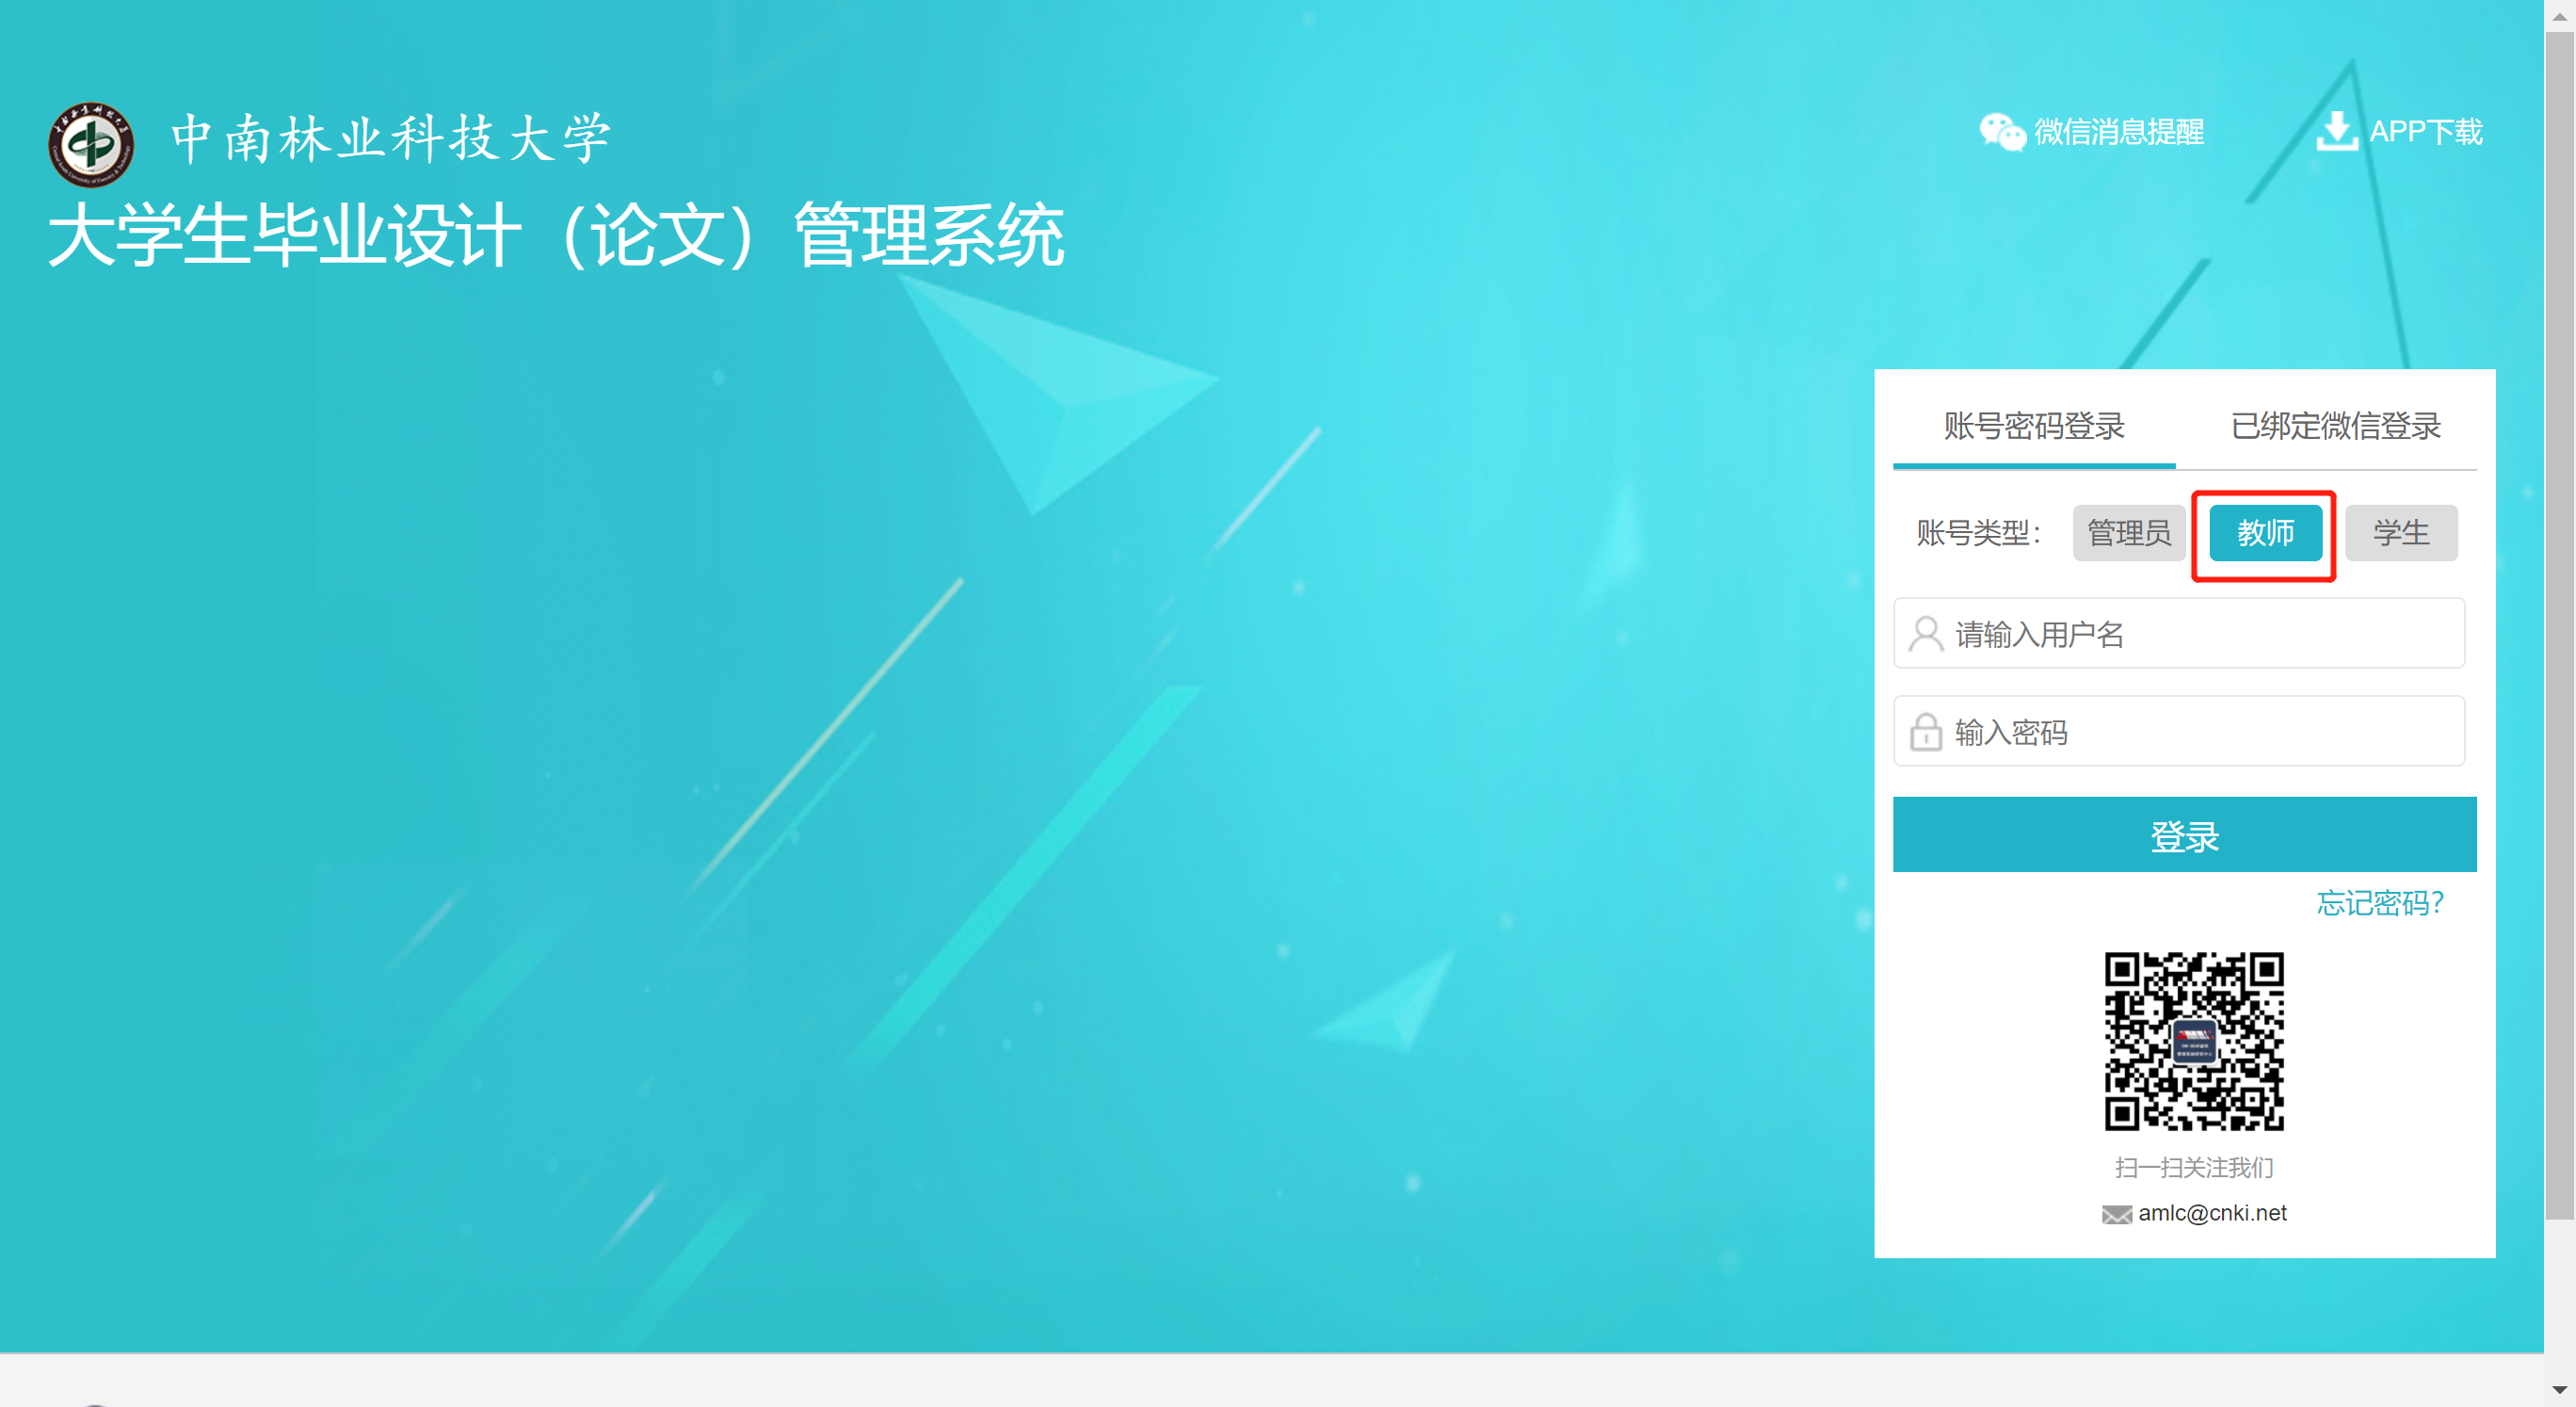 中南林业科技大学
微信消息提醒
APP下载
大学生毕业设计（论文）管理系统
账号密码登录
已绑定微信登录
账号类型：
管理员
教师
学生
请输入用户名
输入密码
登录
忘记密码?
扫一扫关注我们
amlc@cnki.net